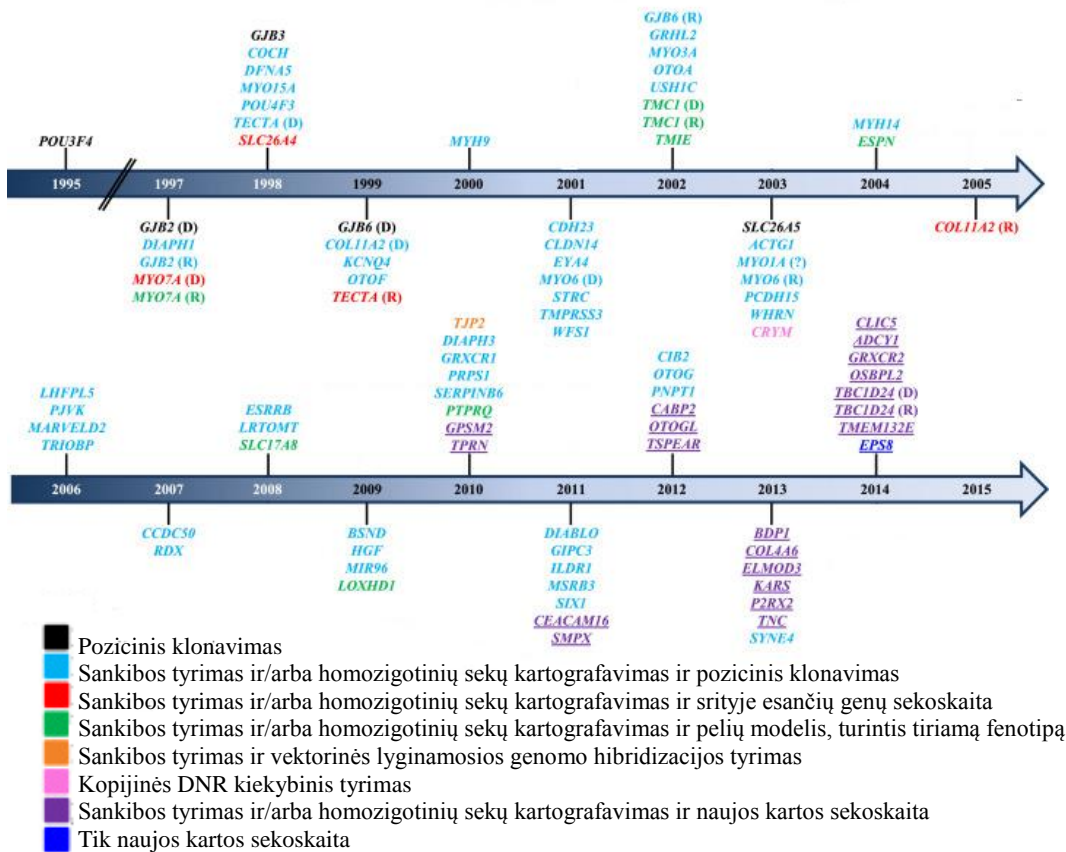 GJB3
COCH
DFNA5
MYO15A
POU4F3
TECTA (D)
SLC26A4
GJB6 (R)
GRHL2
MYO3A
OTOA
USH1C
TMC1 (D)
TMC1 (R)
TMIE
POU3F4
MYH9
MYH14
ESPN
1995 1997 1998 1999 2000 2001 2002 2003 2004 2005
GJB2 (D)
DIAPH1
GJB2 (R)
MYO7A (D)
MYO7A (R)
GJB6 (D)
COL11A2 (D)
KCNQ4
OTOF
TECTA (R)
CDH23
CLDN14
EYA4
MYO6 (D)
STRC
TMPRSS3
WFS1
SLC26A5
ACTG1
MYO1A (?)
MYO6 (R)
PCDH15
WHRN
CRYM
COL11A2 (R)
LHFPL5
PJVK
MARVELD2
TRIOBP
ESRRB
LRTOMT
SLC17A8
TJP2
DIAPH3
GRXCR1
PRPS1
SERPINB6
PTPRQ
GPSM2
TPRN
CIB2
OTOG
PNPT1
CABP2
OTOGL
TSPEAR
CLIC5
ADCY1
GRXCR2
OSBPL2
TBC1D24 (D)
TBC1D24 (R)
TMEM132E
EPS8
2006 2007 2008 2009 2010 2011 2012 2013 2014 2015
CCDC50
RDX
BSND
HGF
MIR96
LOXHD1
DIABLO
GIPC3
ILDR1
MSRB3
SIX1
CEACAM16
SMPX
BDP1
COL4A6
ELMOD3
KARS
P2RX2
TNC
SYNE4
Pozicinis klonavimas
Sankibos tyrimas ir/arba homozigotinių sekų kartografavimas ir pozicinis klonavimas
Sankibos tyrimas ir/arba homozigotinių sekų kartografavimas ir srityje esančių genų sekoskaita
Sankibos tyrimas ir/arba homozigotinių sekų kartografavimas ir pelių modelis, turintis tiriamą fenotipą
Sankibos tyrimas ir vektorinės lyginamosios genomo hibridizacijos tyrimas
Kopijinės DNR kiekybinis tyrimas
Sankibos tyrimas ir/arba homozigotinių sekų kartografavimas ir naujos kartos sekoskaita
Tik naujos kartos sekoskaita